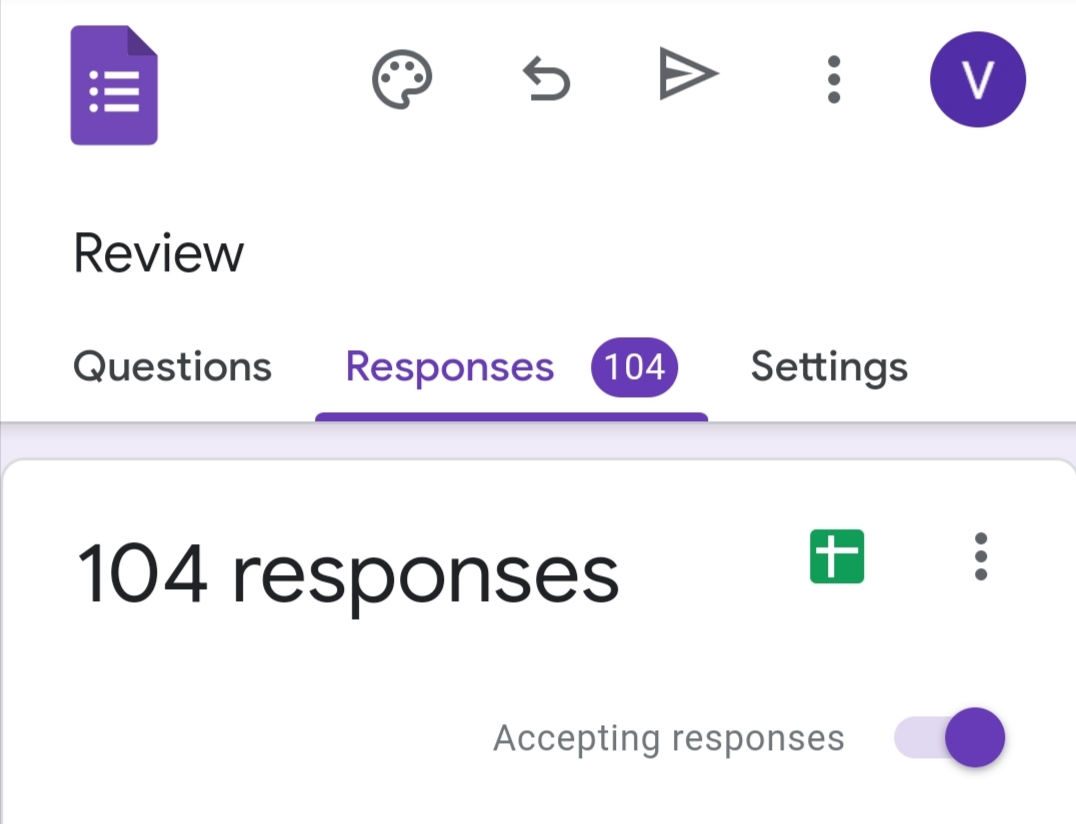 V
Review
Questions Responses 104 Settings
104 responses
Accepting responses